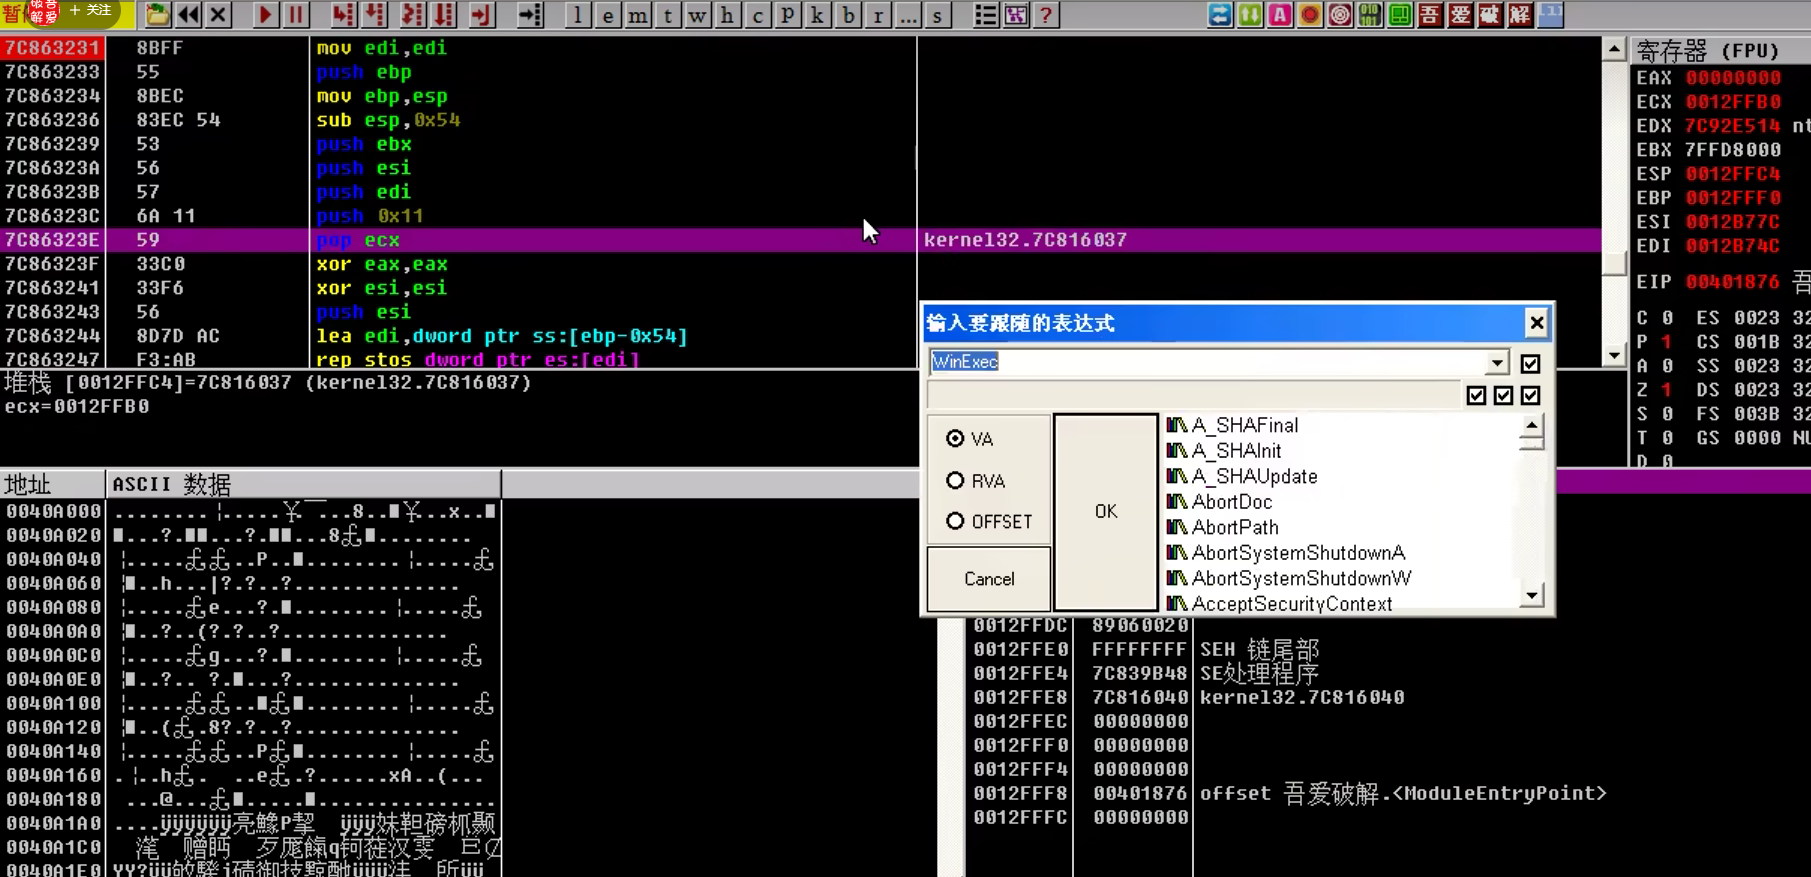 暂停
吾爱
破解
+ 关注
l e m t w h c p k b r ... s
?
A
吾 爱 破 解
7C863231 8BFF mov edi,edi
7C863233 55 push ebp
7C863234 8BEC mov ebp,esp
7C863236 83EC 54 sub esp,0x54
7C863239 53 push ebx
7C86323A 56 push esi
7C86323B 57 push edi
7C86323C 6A 11 push 0x11
7C86323E 59 pop ecx kernel32.7C816037
7C86323F 33C0 xor eax,eax
7C863241 33F6 xor esi,esi
7C863243 56 push esi
7C863244 8D7D AC lea edi,dword ptr ss:[ebp-0x54]
7C863247 F3:AB rep stos dword ptr es:[edi]
堆栈 [0012FFC4]=7C816037 (kernel32.7C816037)
ecx=0012FFB0
寄存器 (FPU)
EAX 00000000
ECX 0012FFB0
EDX 7C92E514 nt
EBX 7FFD8000
ESP 0012FFC4
EBP 0012FFF0
ESI 0012B77C
EDI 0012B74C
EIP 00401876 吾
C 0 ES 0023 32
P 1 CS 001B 32
A 0 SS 0023 32
Z 1 DS 0023 32
S 0 FS 003B 32
T 0 GS 0000 NU
D 0
输入要跟随的表达式
WinExec
VA
RVA
OFFSET
OK
Cancel
A_SHAFinal
A_SHAInit
A_SHAUpdate
AbortDoc
AbortPath
AbortSystemShutdownA
AbortSystemShutdownW
AcceptSecurityContext
地址 ASCII 数据
0040A000
0040A020
0040A040
0040A060
0040A080
0040A0A0
0040A0C0
0040A0E0
0040A100
0040A120
0040A140
0040A160
0040A180
0040A1A0
0040A1C0
0040A1E0
0012FFDC 89060020
0012FFE0 FFFFFFFF SEH 链尾部
0012FFE4 7C839B48 SE处理程序
0012FFE8 7C816040 kernel32.7C816040
0012FFEC 00000000
0012FFF0 00000000
0012FFF4 00000000
0012FFF8 00401876 offset 吾爱破解.<ModuleEntryPoint>
0012FFFC 00000000